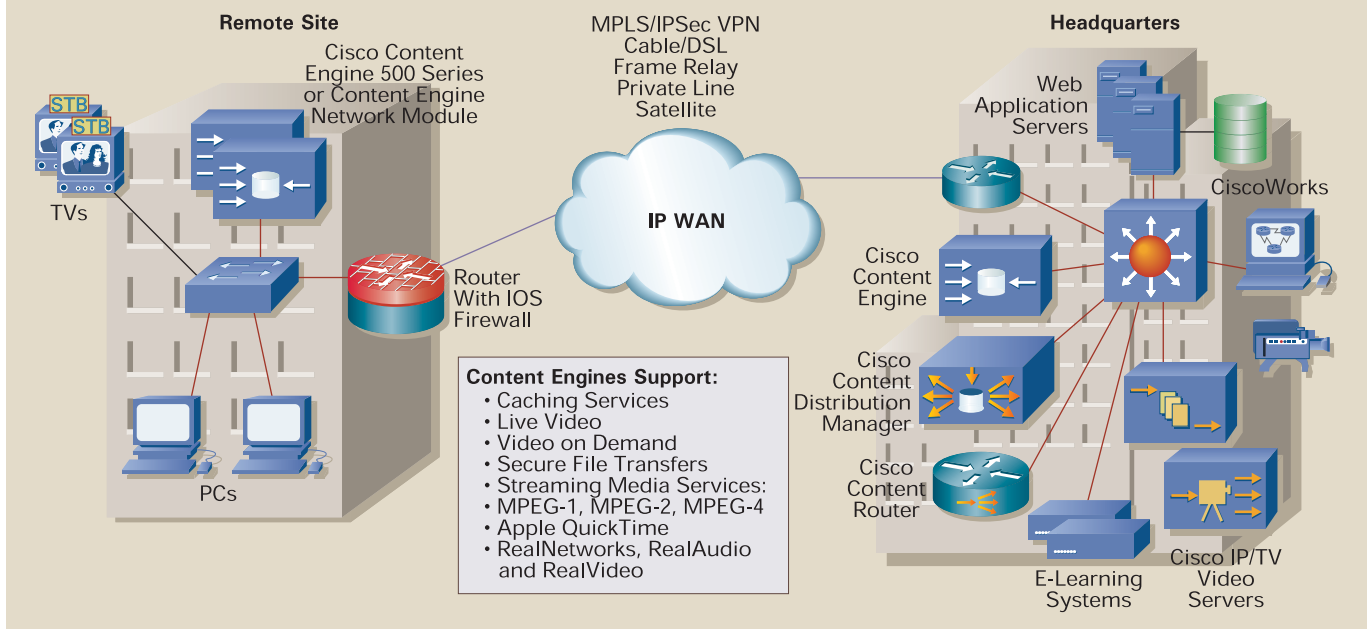 Remote Site
Cisco Content
Engine 500 Series
or Content Engine
Network Module
STB
STB
TVs
PCs
Router
With IOS
Firewall
MPLS/IPSec VPN
Cable/DSL
Frame Relay
Private Line
Satellite
IP WAN
Content Engines Support:
• Caching Services
• Live Video
• Video on Demand
• Secure File Transfers
• Streaming Media Services:
• MPEG-1, MPEG-2, MPEG-4
• Apple QuickTime
• RealNetworks, RealAudio
and RealVideo
Headquarters
Web
Application
Servers
CiscoWorks
Cisco
Content
Engine
Cisco
Content
Distribution
Manager
Cisco
Content
Router
E-Learning
Systems
Cisco IP/TV
Video
Servers